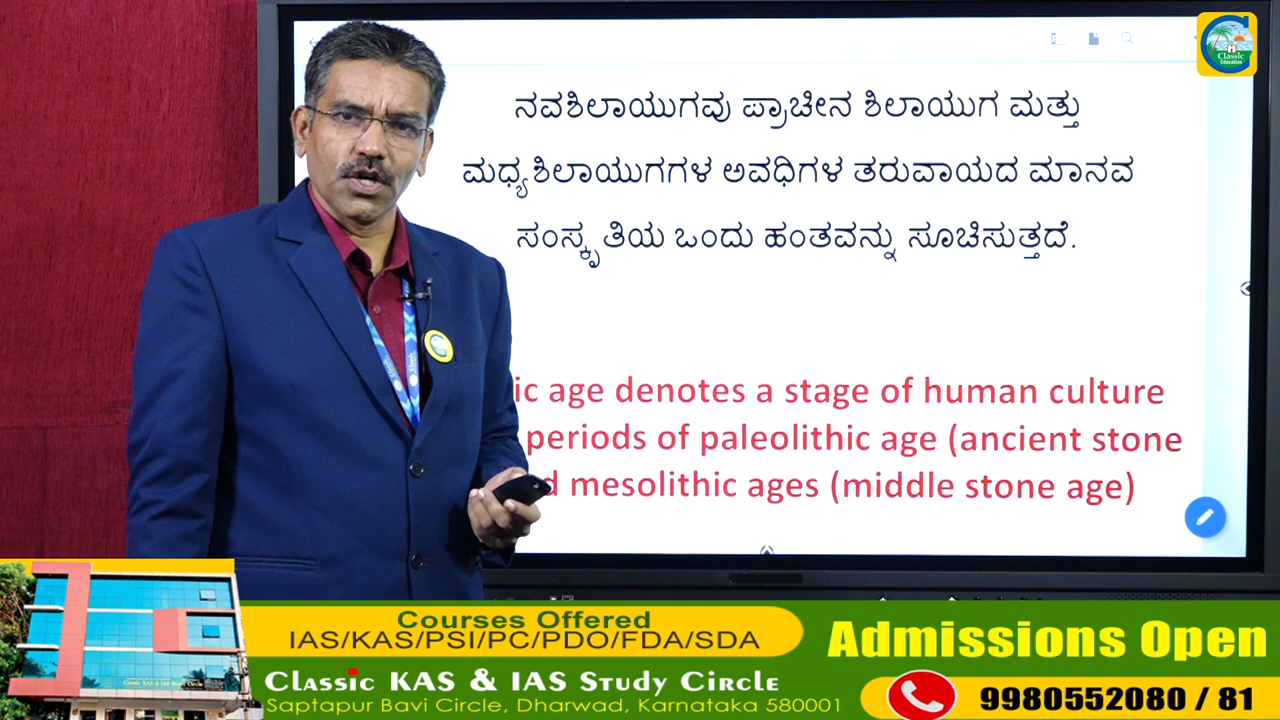 Classic
Education
ನವಶಿಲಾಯುಗವು ಪ್ರಾಚೀನ ಶಿಲಾಯುಗ ಮತ್ತು
ಮಧ್ಯಶಿಲಾಯುಗಗಳ ಅವಧಿಗಳ ತರುವಾಯದ ಮಾನವ
ಸಂಸ್ಕೃತಿಯ ಒಂದು ಹಂತವನ್ನು ಸೂಚಿಸುತ್ತದೆ.
age denotes a stage of human culture
periods of paleolithic age (ancient stone
mesolithic ages (middle stone age)
Courses Offered
IAS/KAS/PSI/PC/PDO/FDA/SDA
Classic KAS & IAS Study Circle
Saptapur Bavi Circle, Dharwad, Karnataka 580001
Admissions Open
9980552080 / 81